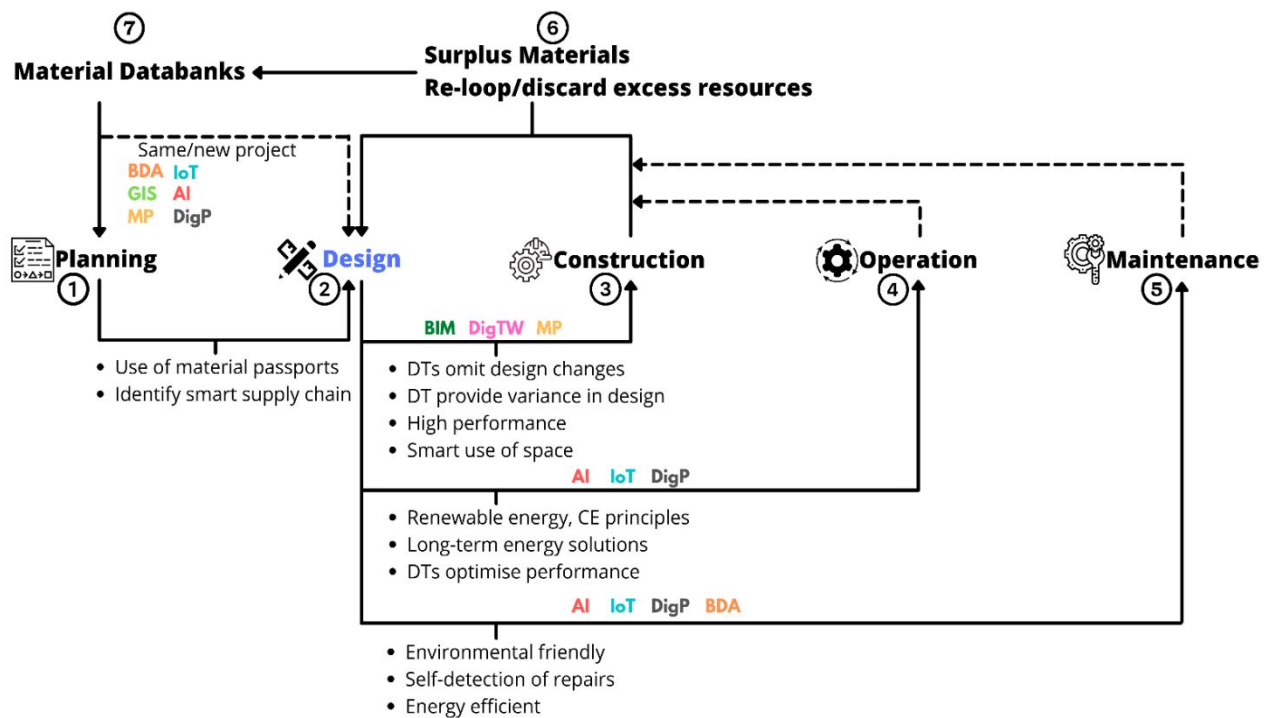 7
6
Material Databanks
Surplus Materials
Re-loop/discard excess resources
Same/new project
BDA IoT
GIS AI
MP DigP
Planning
1
Design
2
Construction
3
Operation
4
Maintenance
5
BIM DigTW MP
• Use of material passports
• Identify smart supply chain
• DTs omit design changes
• DT provide variance in design
• High performance
• Smart use of space
AI IoT DigP
• Renewable energy, CE principles
• Long-term energy solutions
• DTs optimise performance
AI IoT DigP BDA
• Environmental friendly
• Self-detection of repairs
• Energy efficient